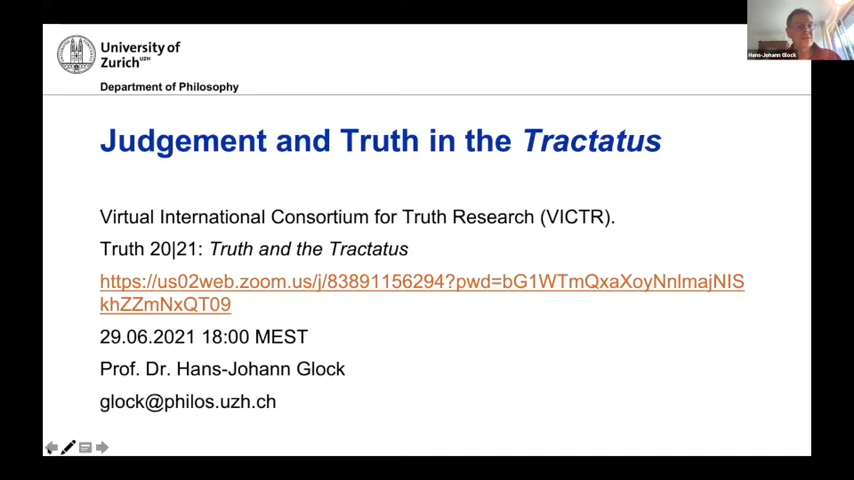 University of
Zurich UZH
Hans-Johann Glock
Department of Philosophy
Judgement and Truth in the Tractatus
Virtual International Consortium for Truth Research (VICTR).
Truth 20|21: Truth and the Tractatus
https://us02web.zoom.us/j/83891156294?pwd=bG1WTmQxaXoyNnlmajNIS
khZZmNxQT09
29.06.2021 18:00 MEST
Prof. Dr. Hans-Johann Glock
glock@philos.uzh.ch